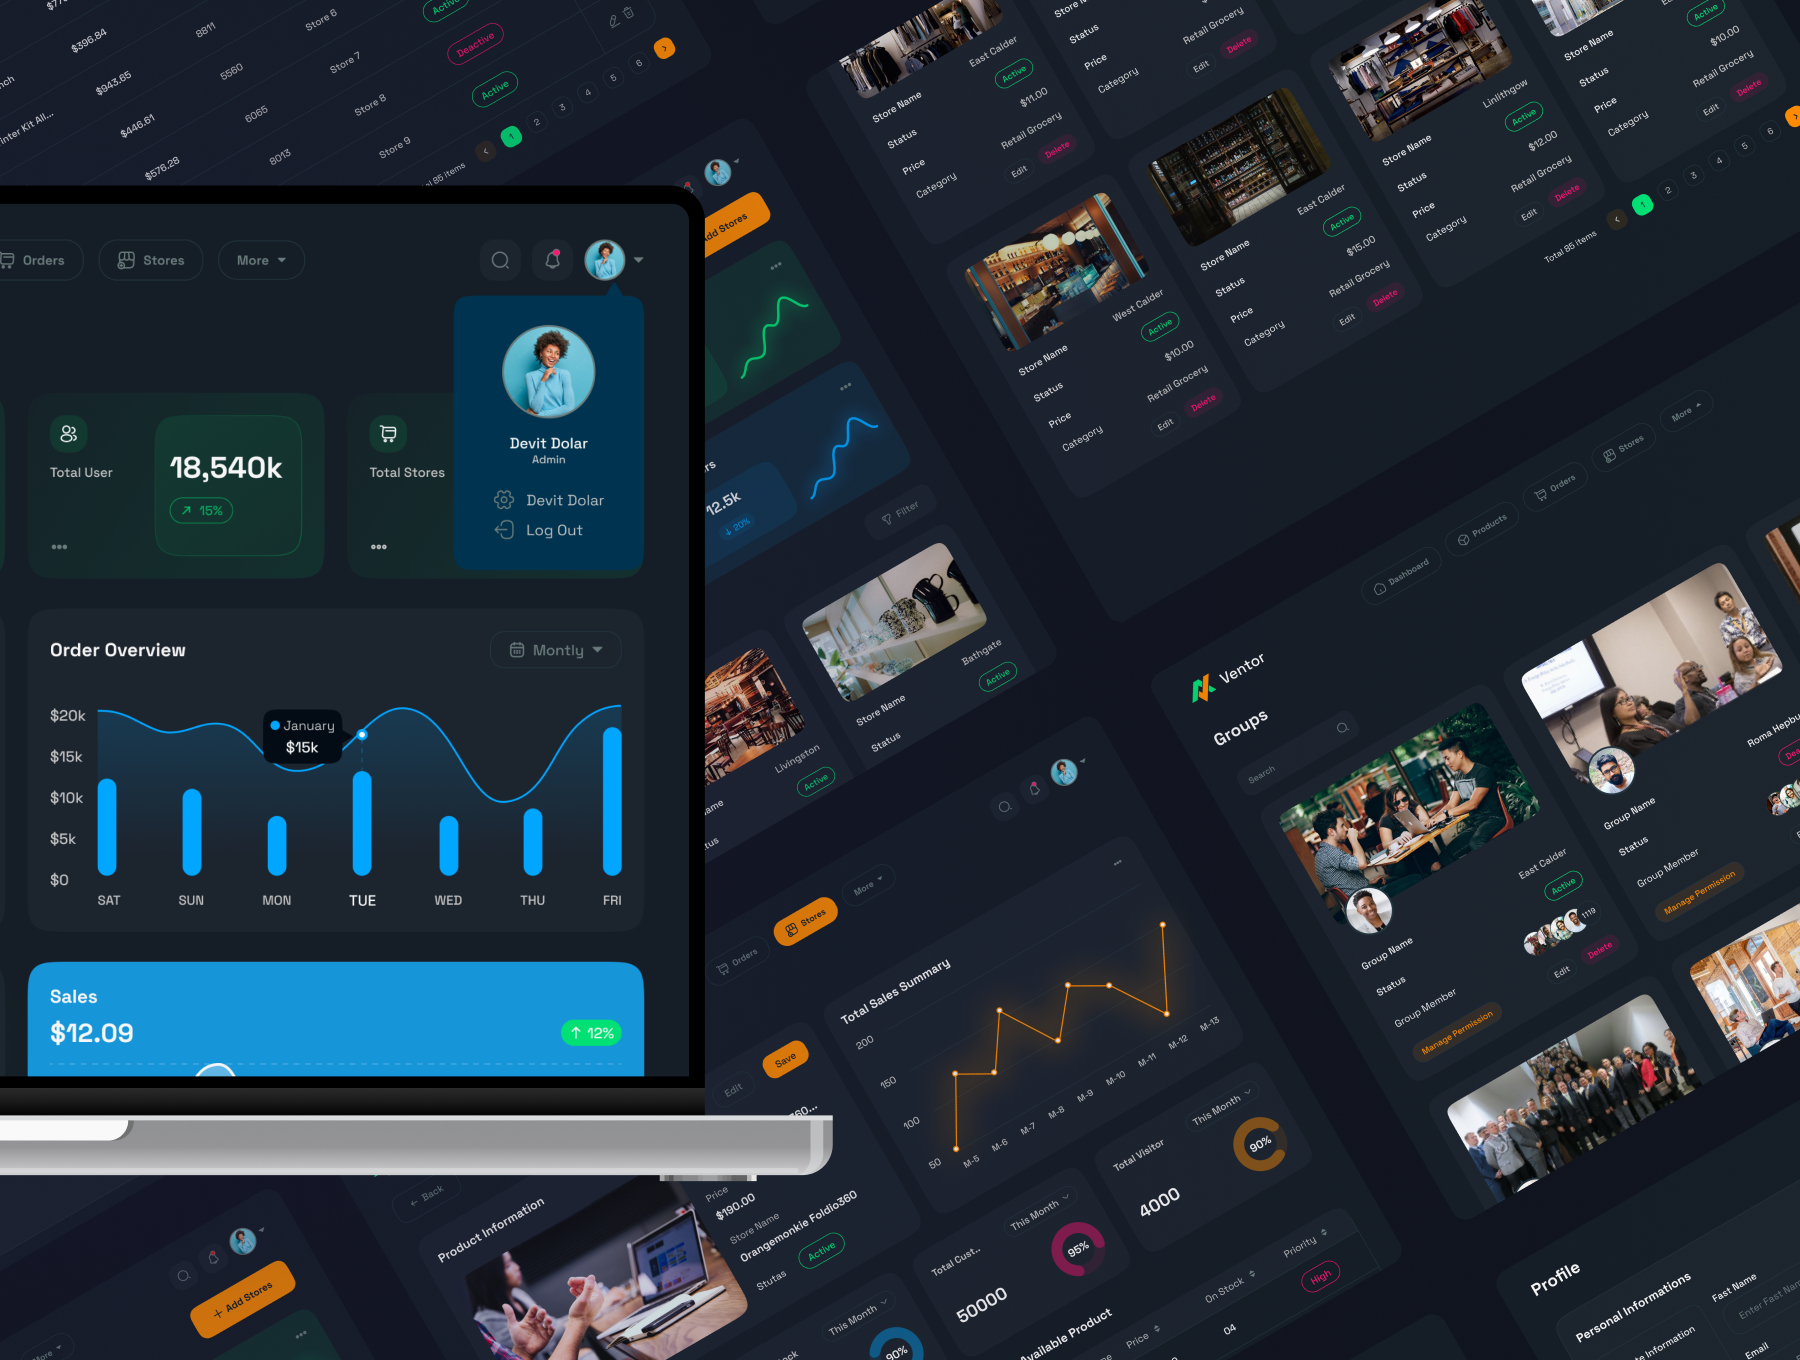 $396.84
8811
Store 6
Active
$943.65
5560
Store 7
Deactive
$446.61
6065
Store 8
Active
$576.28
8013
Store 9
85 items
1
2
3
4
5
6
Orders
Stores
More
Devit Dolar
Admin
Devit Dolar
Log Out
Total User
18,540k
15%
Total Stores
Order Overview
Montly
$20k
$15k
$10k
$5k
$0
January
$15k
SAT
SUN
MON
TUE
WED
THU
FRI
Sales
$12.09
12%
Stores
12.5k
20%
Filter
Livingston
Active
Bathgate
Store Name
Active
Status
East Calder
Store Name
Active
Status
$11.00
Price
Retail Grocery
Category
Edit
Delete
Status
Price
Retail Grocery
Category
Edit
Delete
West Calder
Store Name
Active
Status
$10.00
Price
Retail Grocery
Category
Edit
Delete
East Calder
Store Name
Active
Status
$15.00
Price
Retail Grocery
Category
Edit
Delete
Linlithgow
Store Name
Active
Status
$12.00
Price
Retail Grocery
Category
Edit
Delete
Store Name
Active
Status
$10.00
Price
Retail Grocery
Category
Edit
Delete
Total 85 items
1
2
3
4
5
6
Dashboard
Products
Orders
Stores
More
Ventor
Groups
Search
East Calder
Group Name
Active
Status
1119
Group Member
Edit
Delete
Manage Permission
Roma Hepbu
Group Name
Status
Group Member
Manage Permission
Orders
Stores
More
Edit
Save
Total Sales Summary
200
150
100
50
M-5
M-6
M-7
M-8
M-9
M-10
M-11
M-12
M-13
Total Visitor
This Month
4000
90%
Total Cust..
This Month
50000
95%
This Month
90%
Available Product
Price
On Stock
Priority
04
High
Back
Product Information
Price
$190.00
Store Name
Orangemonkie Foldio360
Stutas
Active
Add Stores
More
Profile
Personal Informations
Fast Name
Enter Fast Name
Email